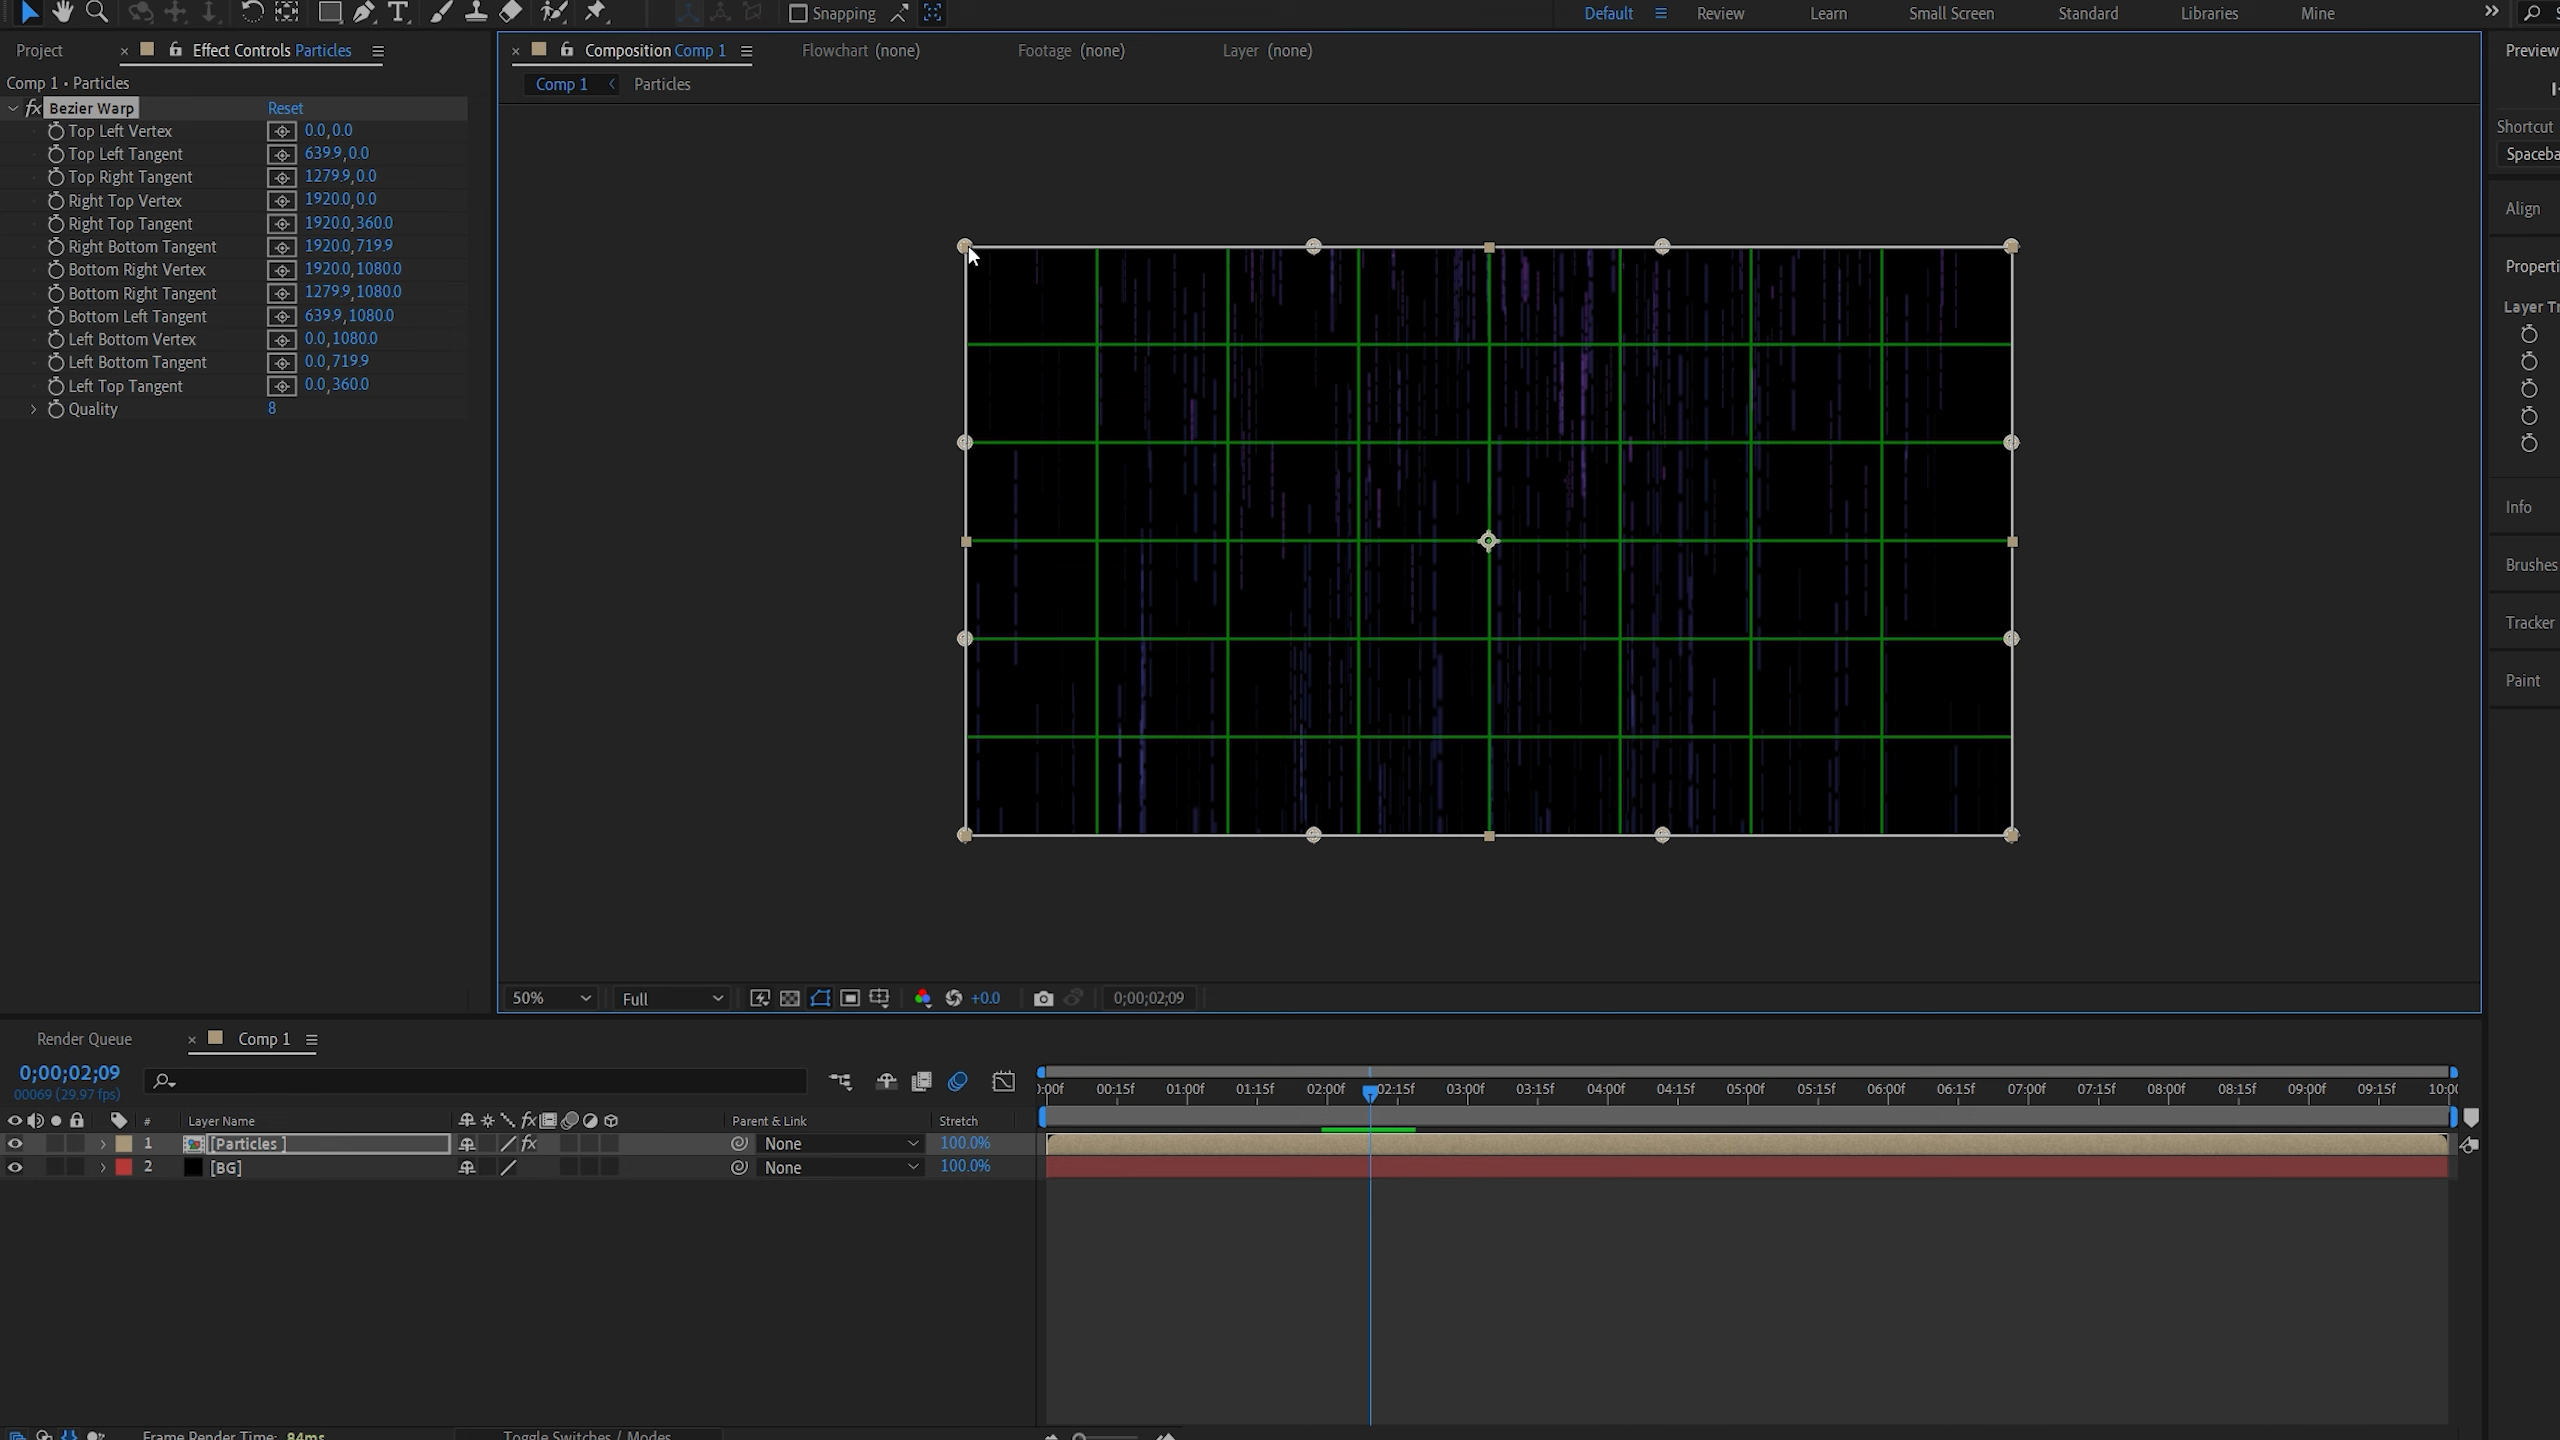 Snapping
Default
Review
Learn
Small Screen
Standard
Libraries
Mine
Project
Effect Controls Particles
Composition Comp 1
Flowchart (none)
Footage (none)
Layer (none)
Preview
Comp 1 • Particles
Comp 1
Particles
fx Bezier Warp
Reset
Top Left Vertex 0.0,0.0
Top Left Tangent 639.9,0.0
Top Right Tangent 1279.9,0.0
Right Top Vertex 1920.0,0.0
Right Top Tangent 1920.0,360.0
Right Bottom Tangent 1920.0,719.9
Bottom Right Vertex 1920.0,1080.0
Bottom Right Tangent 1279.9,1080.0
Bottom Left Tangent 639.9,1080.0
Left Bottom Vertex 0.0,1080.0
Left Bottom Tangent 0.0,719.9
Left Top Tangent 0.0,360.0
Quality 8
Shortcut
Spaceba
Align
Properti
Layer Tr
Info
Brushes
Tracker
Paint
50%
Full
+0.0
0;00;02;09
Render Queue
Comp 1
0;00;02;09
00069 (29.97 fps)
:00f 00:15f 01:00f 01:15f 02:00f 02:15f 03:00f 03:15f 04:00f 04:15f 05:00f 05:15f 06:00f 06:15f 07:00f 07:15f 08:00f 08:15f 09:00f 09:15f 10:00
# Layer Name
fx
Parent & Link
Stretch
1 [Particles ] fx None 100.0%
2 [BG] None 100.0%
Frame Render Time: 84ms
Toggle Switches / Modes